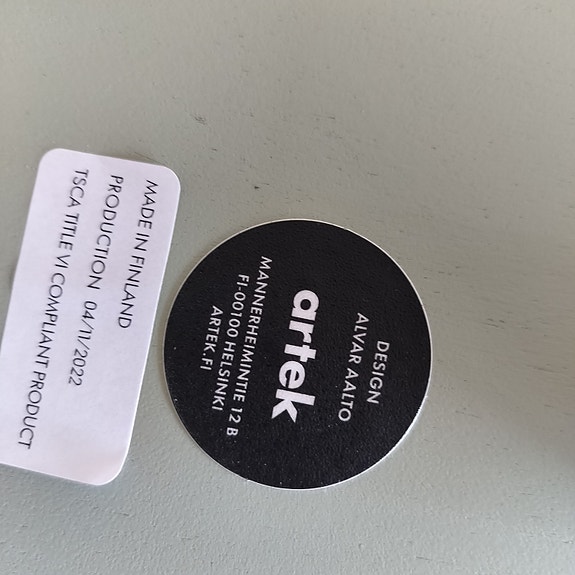 DESIGN
ALVAR AALTO
artek
MANNERHEIMINTIE 12 B
FI-00100 HELSINKI
ARTEK.FI
MADE IN FINLAND
PRODUCTION 04/11/2022
TSCA TITLE VI COMPLIANT PRODUCT